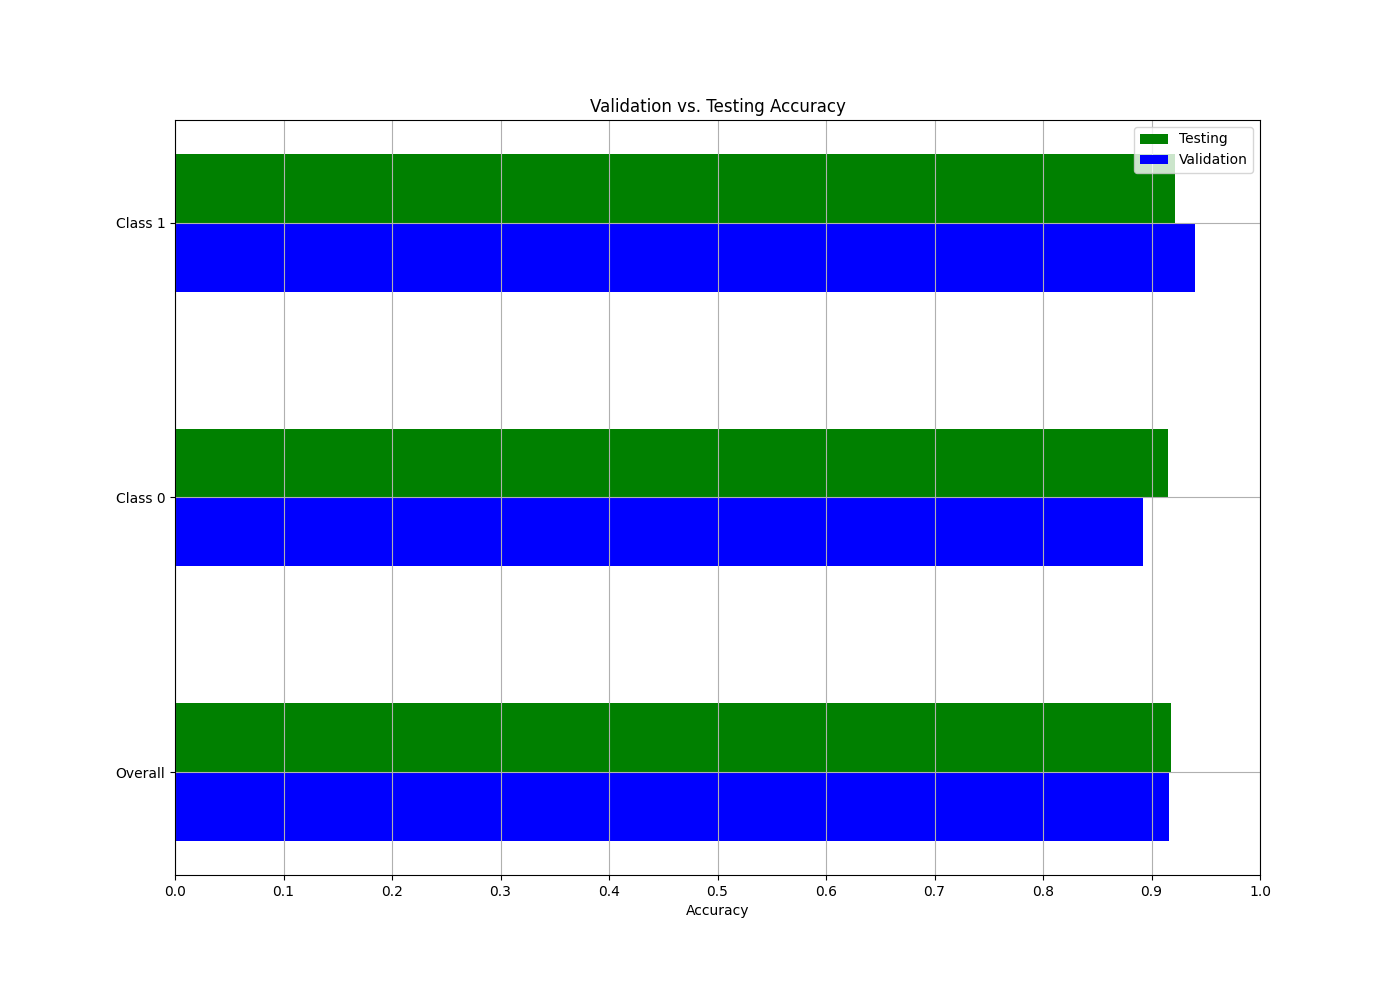 Validation vs. Testing Accuracy
Testing
Validation
Class 1
Class 0
Overall
0.0 0.1 0.2 0.3 0.4 0.5 0.6 0.7 0.8 0.9 1.0
Accuracy